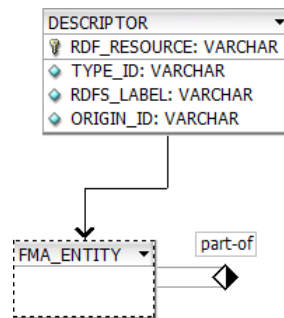 DESCRIPTOR
RDF_RESOURCE: VARCHAR
TYPE_ID: VARCHAR
RDFS_LABEL: VARCHAR
ORIGIN_ID: VARCHAR
part-of
FMA_ENTITY